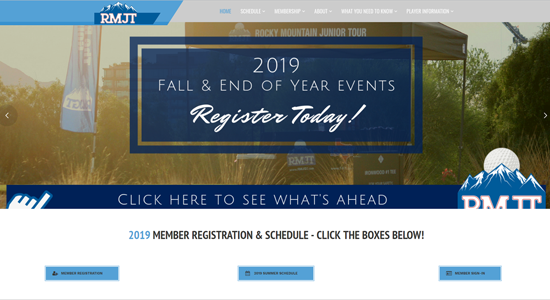 RMJT
HOME SCHEDULE MEMBERSHIP ABOUT WHAT YOU NEED TO KNOW PLAYER INFORMATION
ROCKY MOUNTAIN JUNIOR TOUR
2019
FALL & END OF YEAR EVENTS
Register Today!
RMJT
CLICK HERE TO SEE WHAT'S AHEAD
RMJT
2019 MEMBER REGISTRATION & SCHEDULE - CLICK THE BOXES BELOW!
MEMBER REGISTRATION
2019 SUMMER SCHEDULE
MEMBER SIGN-IN